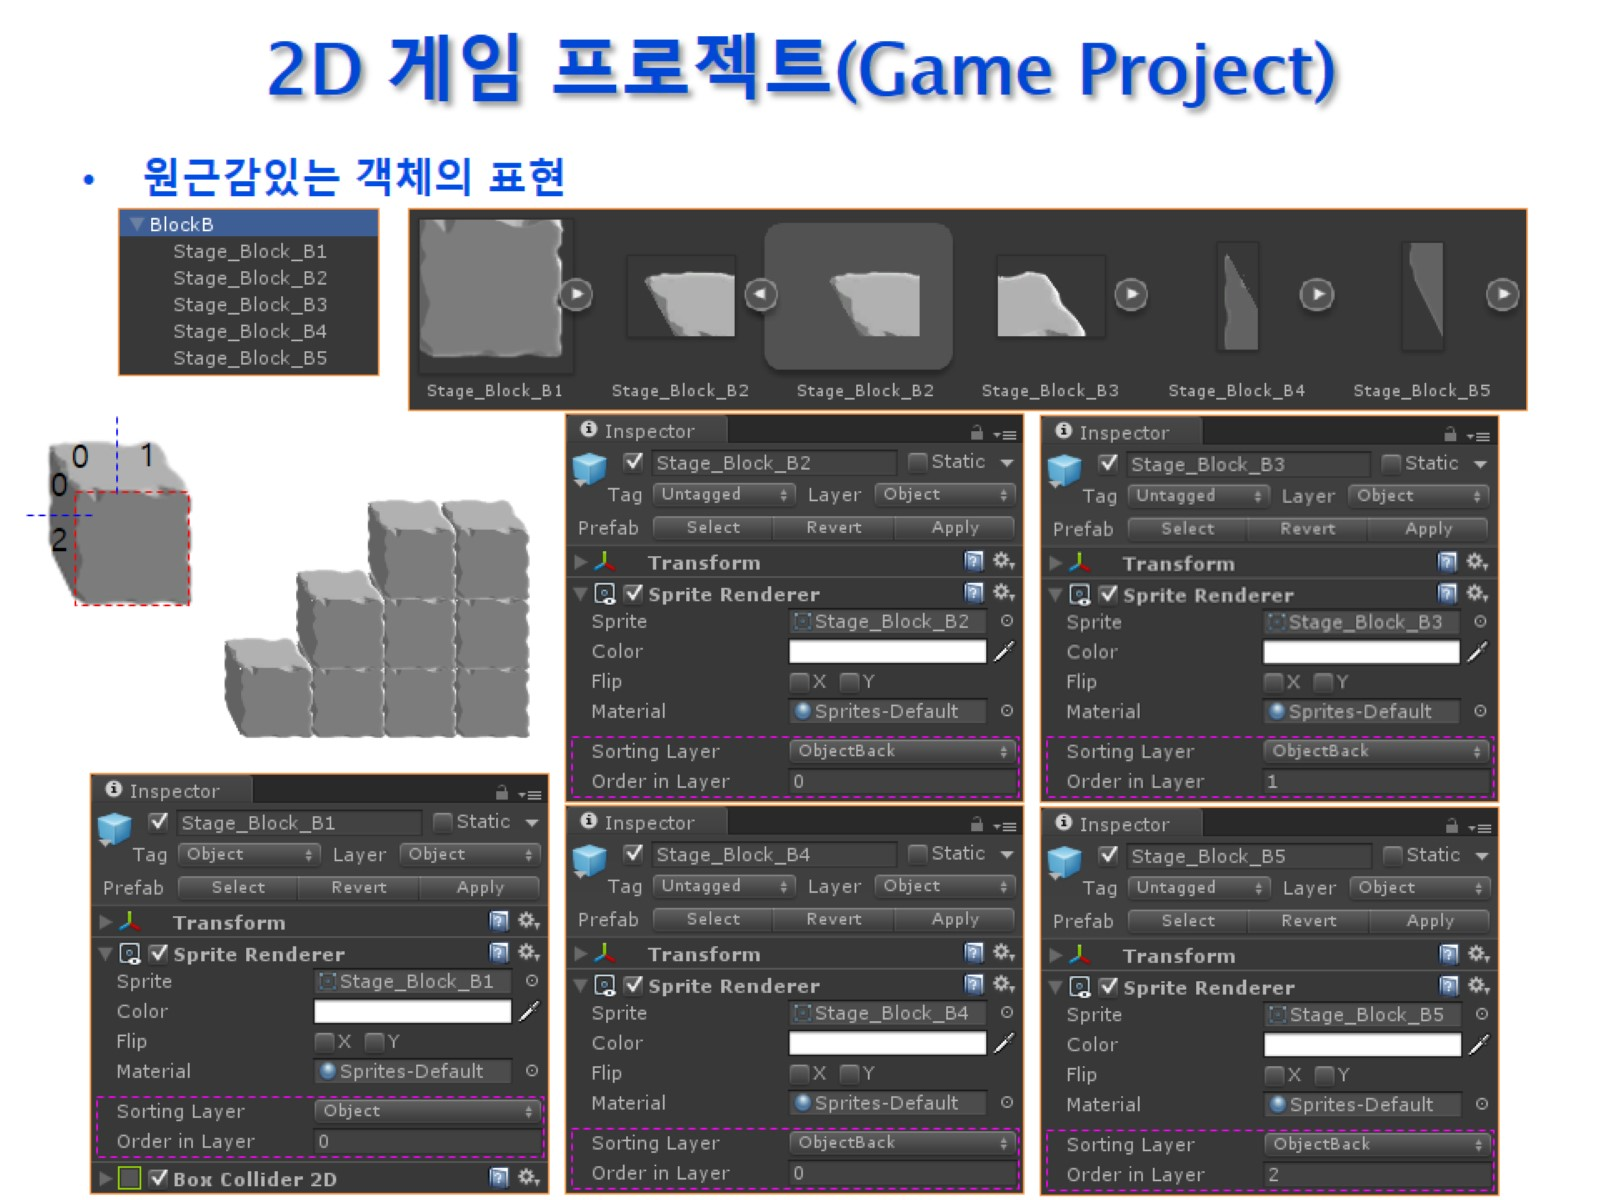 2D 게임 프로젝트(Game Project)
• 원근감있는 객체의 표현
BlockB
Stage_Block_B1
Stage_Block_B2
Stage_Block_B3
Stage_Block_B4
Stage_Block_B5
Stage_Block_B1 Stage_Block_B2 Stage_Block_B2 Stage_Block_B3 Stage_Block_B4 Stage_Block_B5
0 1
0
2
Inspector
Stage_Block_B2 Static
Tag Untagged Layer Object
Prefab Select Revert Apply
Transform
Sprite Renderer
Sprite Stage_Block_B2
Color
Flip X Y
Material Sprites-Default
Sorting Layer ObjectBack
Order in Layer 0
Inspector
Stage_Block_B3 Static
Tag Untagged Layer Object
Prefab Select Revert Apply
Transform
Sprite Renderer
Sprite Stage_Block_B3
Color
Flip X Y
Material Sprites-Default
Sorting Layer ObjectBack
Order in Layer 1
Inspector
Stage_Block_B1 Static
Tag Object Layer Object
Prefab Select Revert Apply
Transform
Sprite Renderer
Sprite Stage_Block_B1
Color
Flip X Y
Material Sprites-Default
Sorting Layer Object
Order in Layer 0
Box Collider 2D
Inspector
Stage_Block_B4 Static
Tag Untagged Layer Object
Prefab Select Revert Apply
Transform
Sprite Renderer
Sprite Stage_Block_B4
Color
Flip X Y
Material Sprites-Default
Sorting Layer ObjectBack
Order in Layer 0
Inspector
Stage_Block_B5 Static
Tag Untagged Layer Object
Prefab Select Revert Apply
Transform
Sprite Renderer
Sprite Stage_Block_B5
Color
Flip X Y
Material Sprites-Default
Sorting Layer ObjectBack
Order in Layer 2